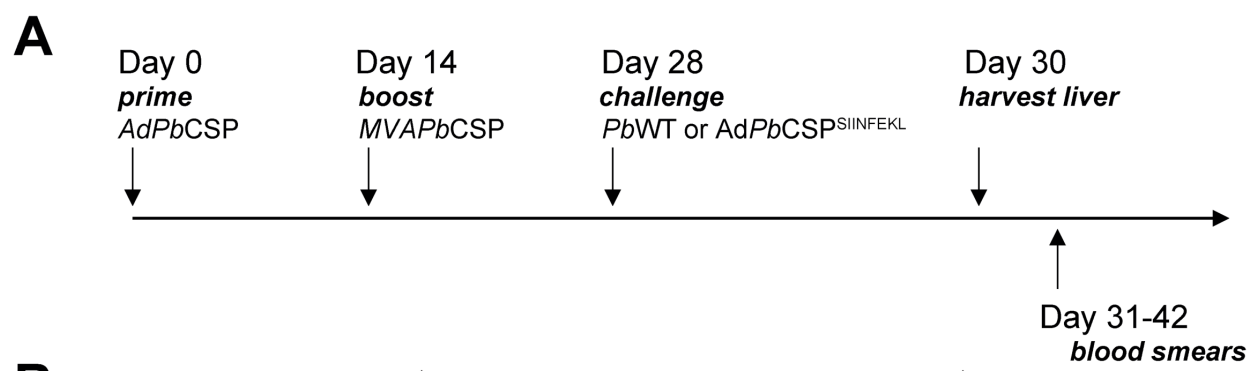 A
Day 0
prime
AdPbCSP
Day 14
boost
MVAPbCSP
Day 28
challenge
PbWT or AdPbCSPSIINFEKL
Day 30
harvest liver
Day 31-42
blood smears